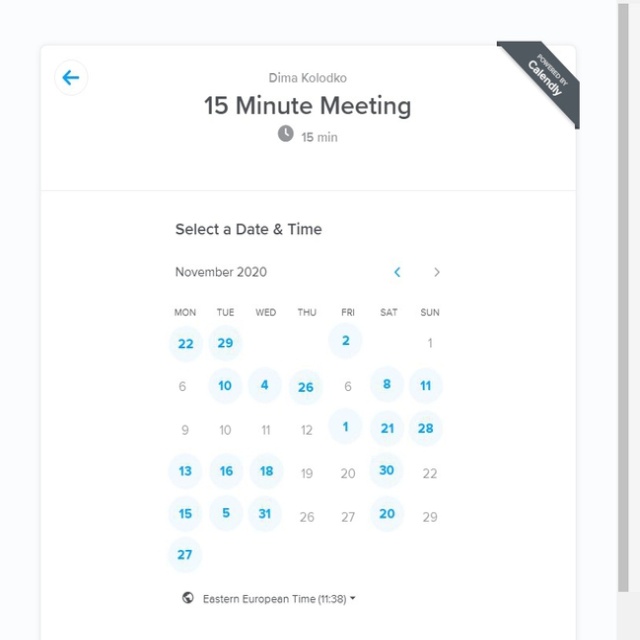 POWERED BY
Calendly
Dima Kolodko
15 Minute Meeting
15 min
Select a Date & Time
November 2020
MON TUE WED THU FRI SAT SUN
22 29 2 1
6 10 4 26 6 8 11
9 10 11 12 1 21 28
13 16 18 19 20 30 22
15 5 31 26 27 20 29
27
Eastern European Time (11:38)